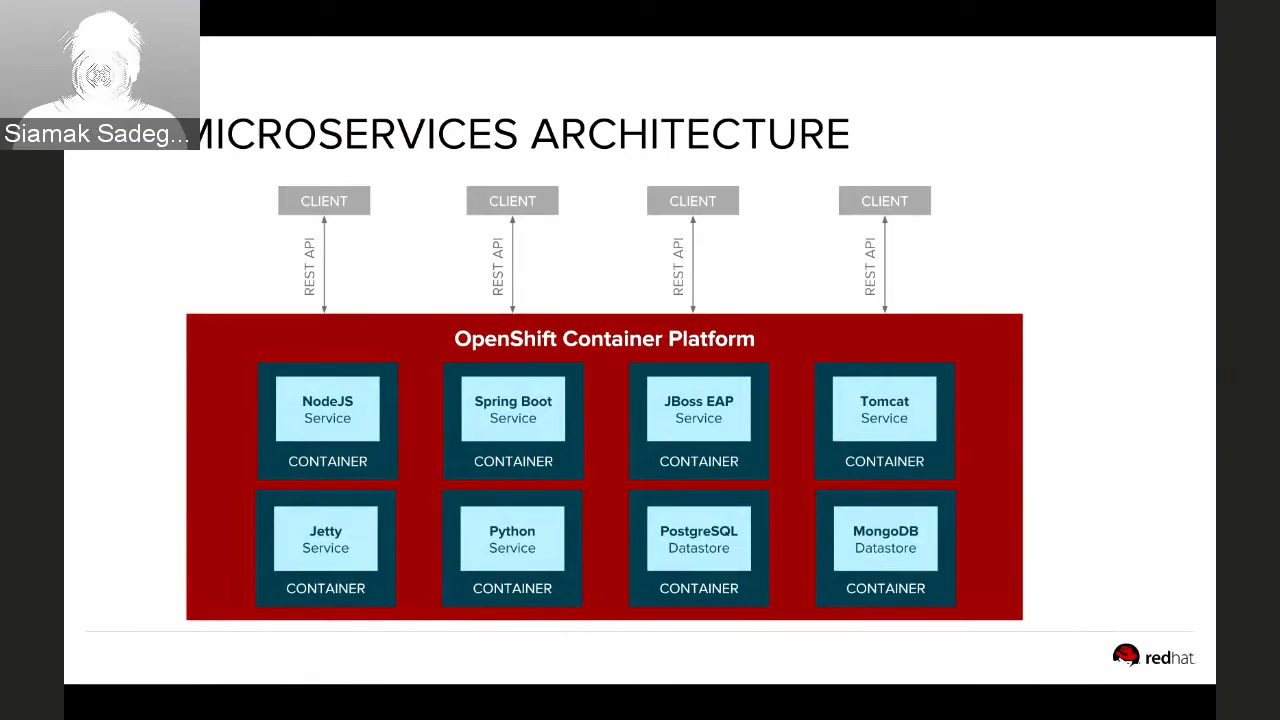 Siamak Sadeg...
MICROSERVICES ARCHITECTURE
CLIENT
CLIENT
CLIENT
CLIENT
REST API
REST API
REST API
REST API
OpenShift Container Platform
NodeJS
Service
CONTAINER
Spring Boot
Service
CONTAINER
JBoss EAP
Service
CONTAINER
Tomcat
Service
CONTAINER
Jetty
Service
CONTAINER
Python
Service
CONTAINER
PostgreSQL
Datastore
CONTAINER
MongoDB
Datastore
CONTAINER
redhat.